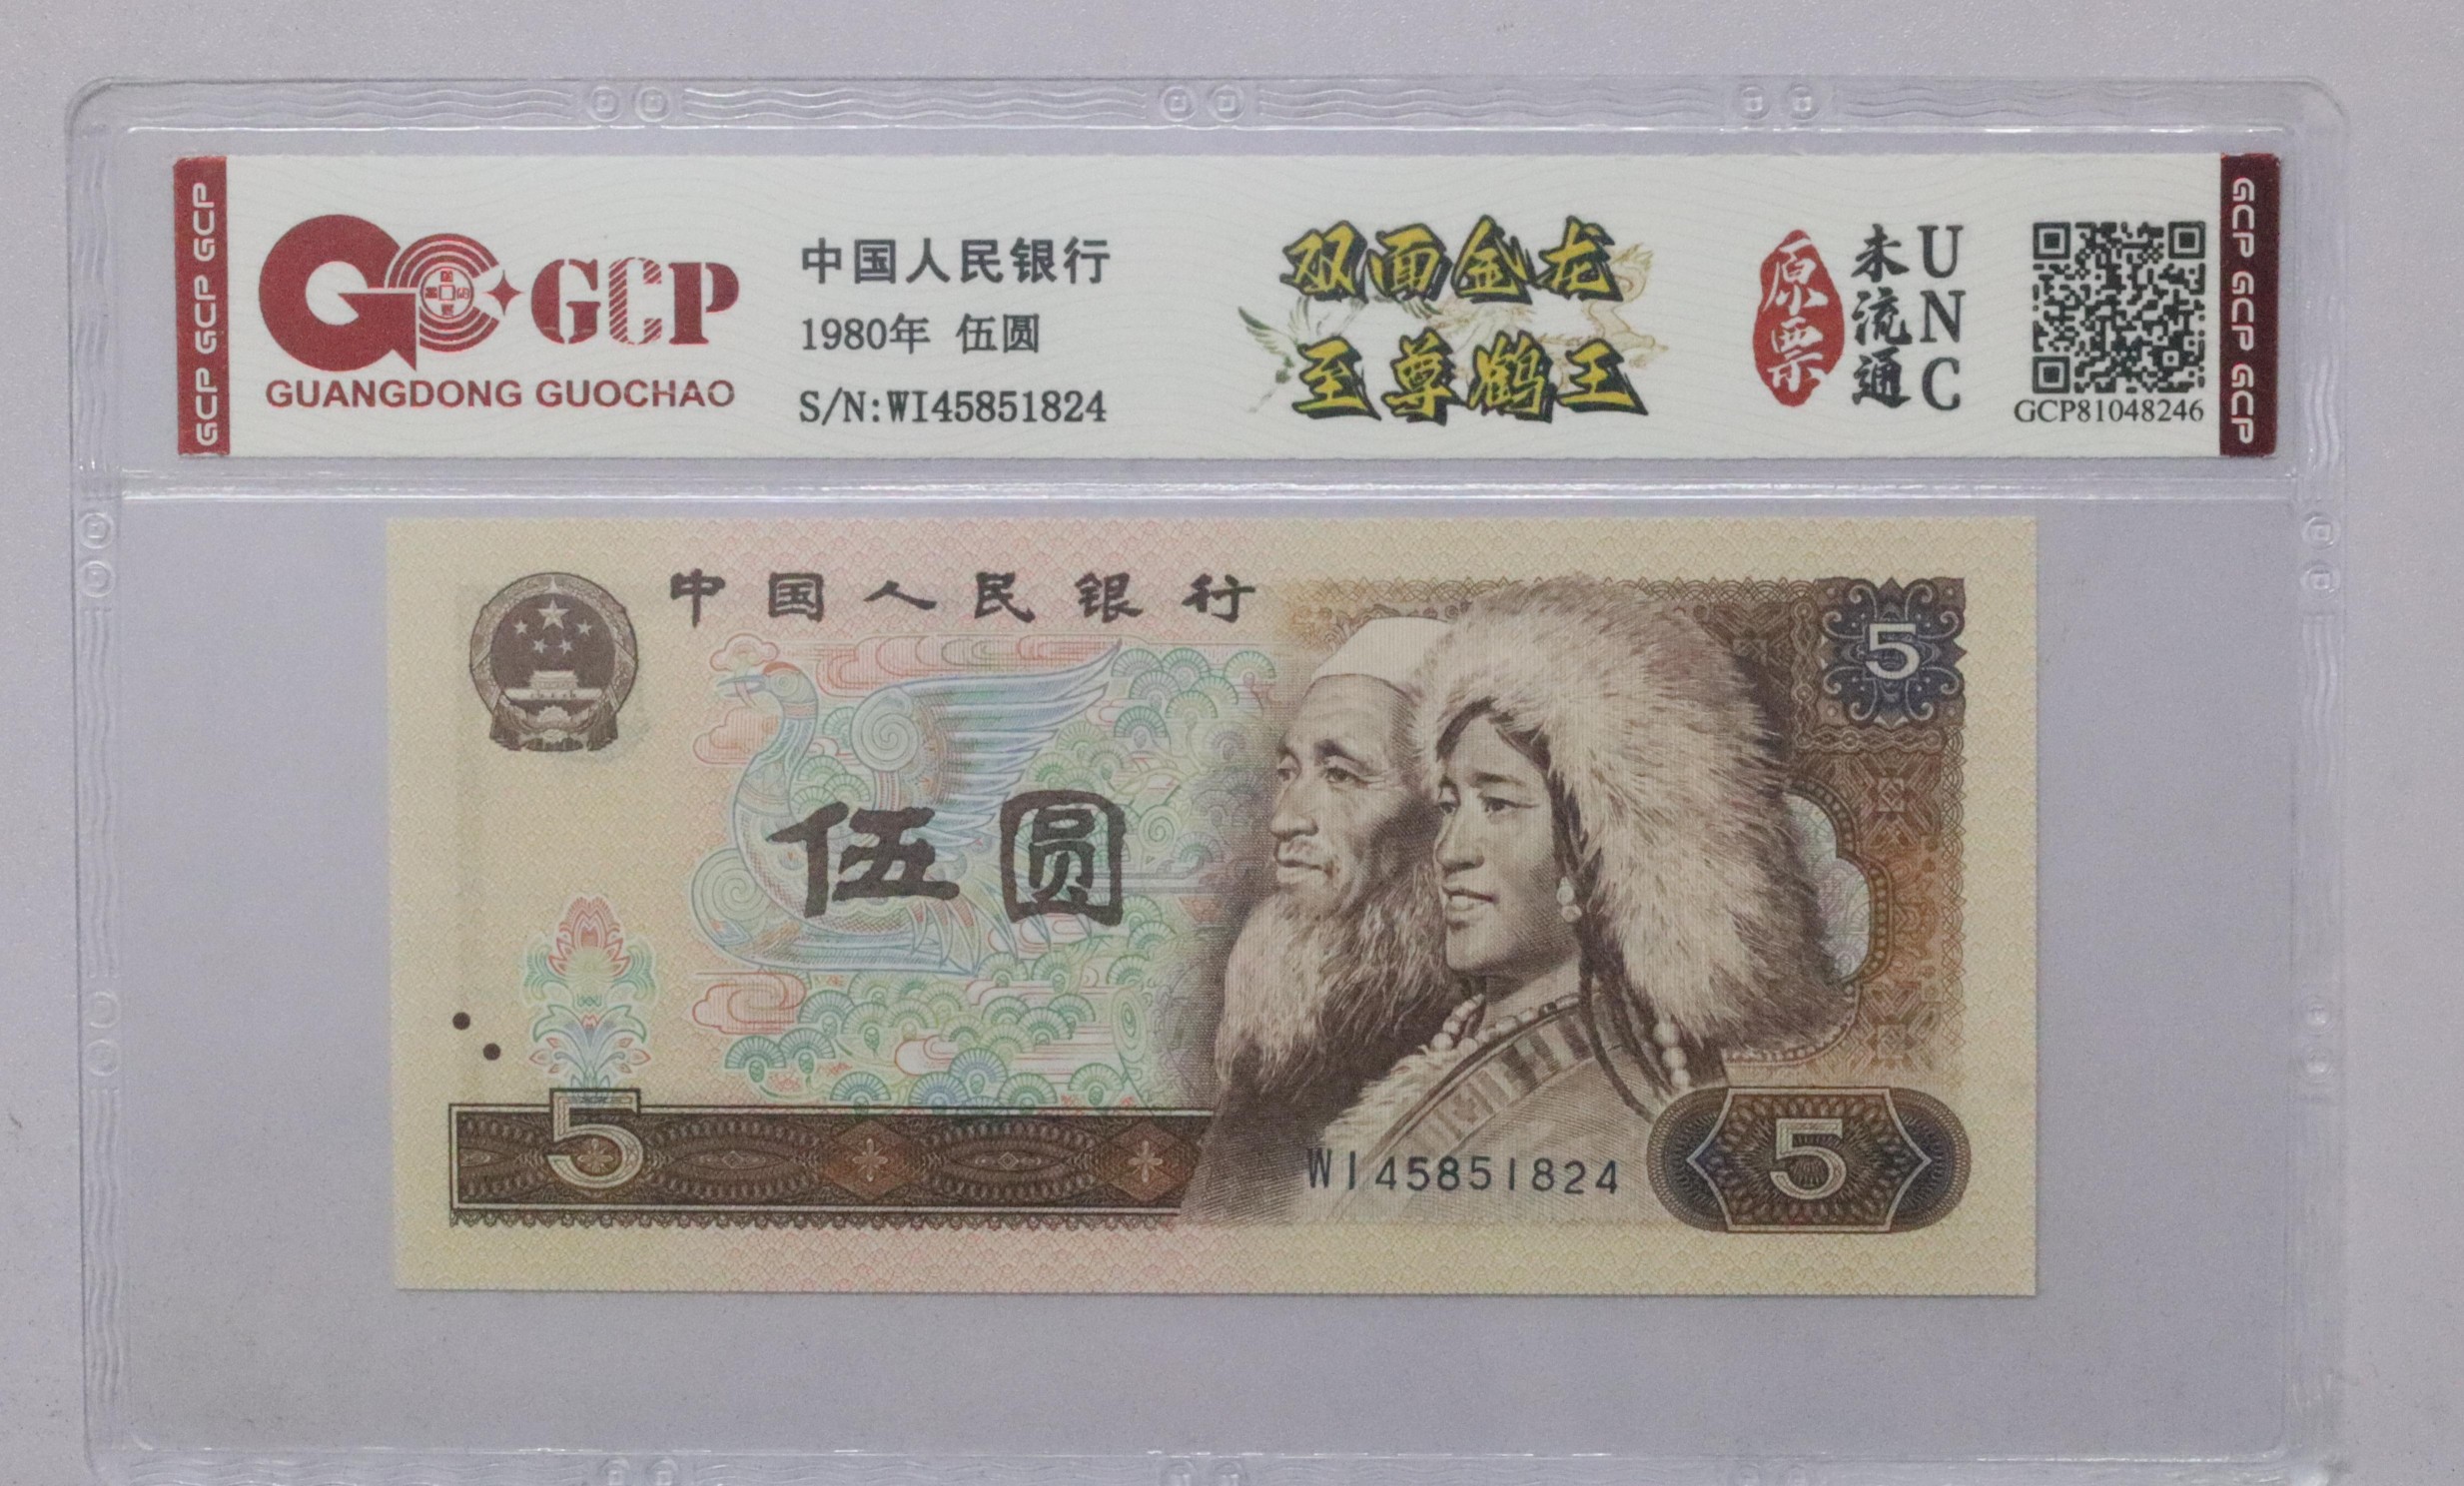 GCP GCP GCP
GCP
GUANGDONG GUOCHAO
中国人民银行
1980年 伍圆
S/N:WI45851824
双面金龙
至尊鹤王
原票
未流通
UNC
GCP81048246
GCP GCP GCP
中国人民银行
5
伍圆
5
WI45851824
5